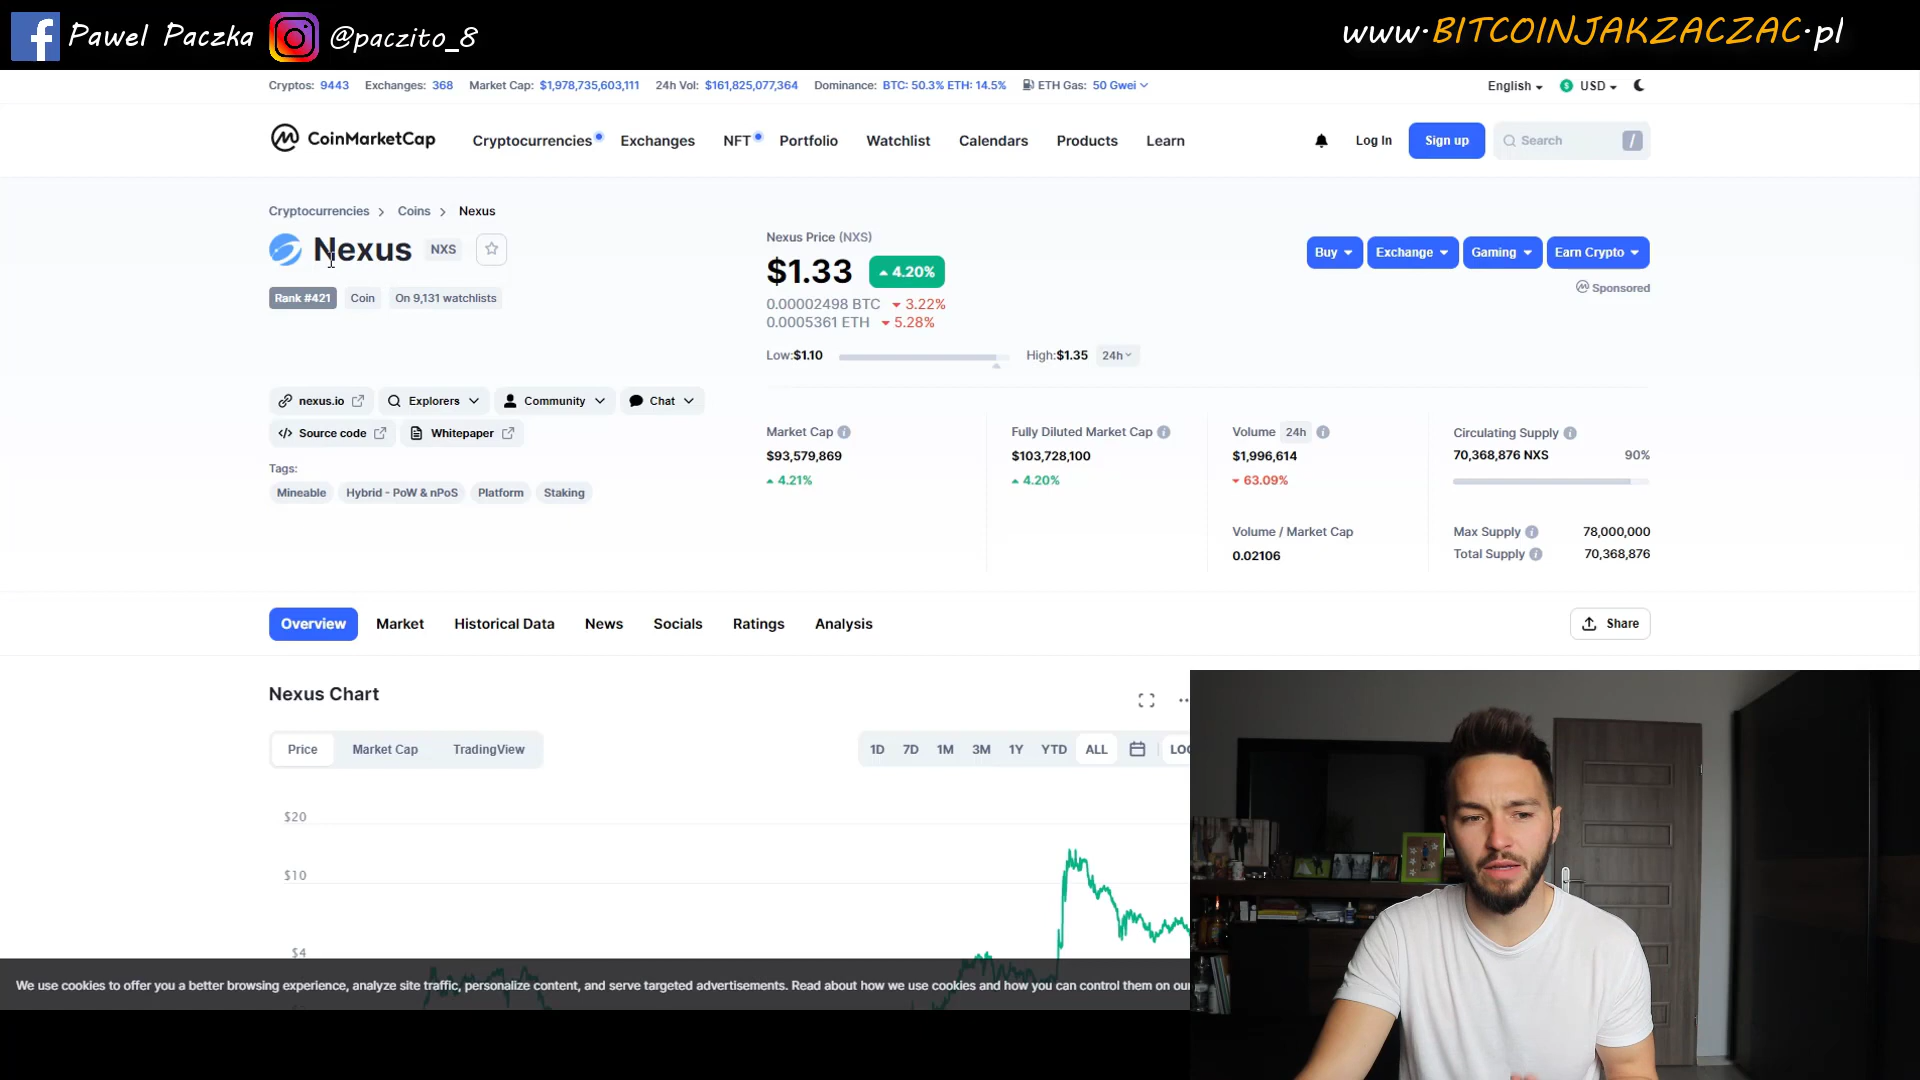 Pawel Paczka @paczito_8 www.BITCOINJAKZACZAC.pl
Cryptos: 9443 Exchanges: 368 Market Cap: $1,978,735,603,111 24h Vol: $161,825,077,364 Dominance: BTC: 50.3% ETH: 14.5% ETH Gas: 50 Gwei English USD
CoinMarketCap Cryptocurrencies Exchanges NFT Portfolio Watchlist Calendars Products Learn Log In Sign up Search /
Cryptocurrencies > Coins > Nexus
Nexus NXS
Rank #421 Coin On 9,131 watchlists
nexus.io Explorers Community Chat
Source code Whitepaper
Tags:
Mineable Hybrid - PoW & nPoS Platform Staking
Nexus Price (NXS)
$1.33 4.20%
0.00002498 BTC 3.22%
0.0005361 ETH 5.28%
Low:$1.10 High:$1.35 24h
Buy Exchange Gaming Earn Crypto
Sponsored
Market Cap
$93,579,869
4.21%
Fully Diluted Market Cap
$103,728,100
4.20%
Volume 24h
$1,996,614
63.09%
Volume / Market Cap
0.02106
Circulating Supply
70,368,876 NXS 90%
Max Supply 78,000,000
Total Supply 70,368,876
Overview Market Historical Data News Socials Ratings Analysis Share
Nexus Chart
Price Market Cap TradingView 1D 7D 1M 3M 1Y YTD ALL
$20
$10
$4
We use cookies to offer you a better browsing experience, analyze site traffic, personalize content, and serve targeted advertisements. Read about how we use cookies and how you can control them on